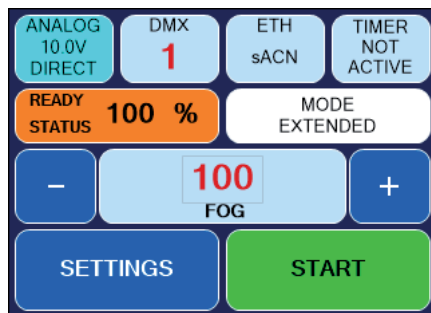 ANALOG
10.0V
DIRECT
DMX
1
ETH
sACN
TIMER
NOT
ACTIVE
READY
STATUS
100 %
MODE
EXTENDED
−
100
FOG
+
SETTINGS
START